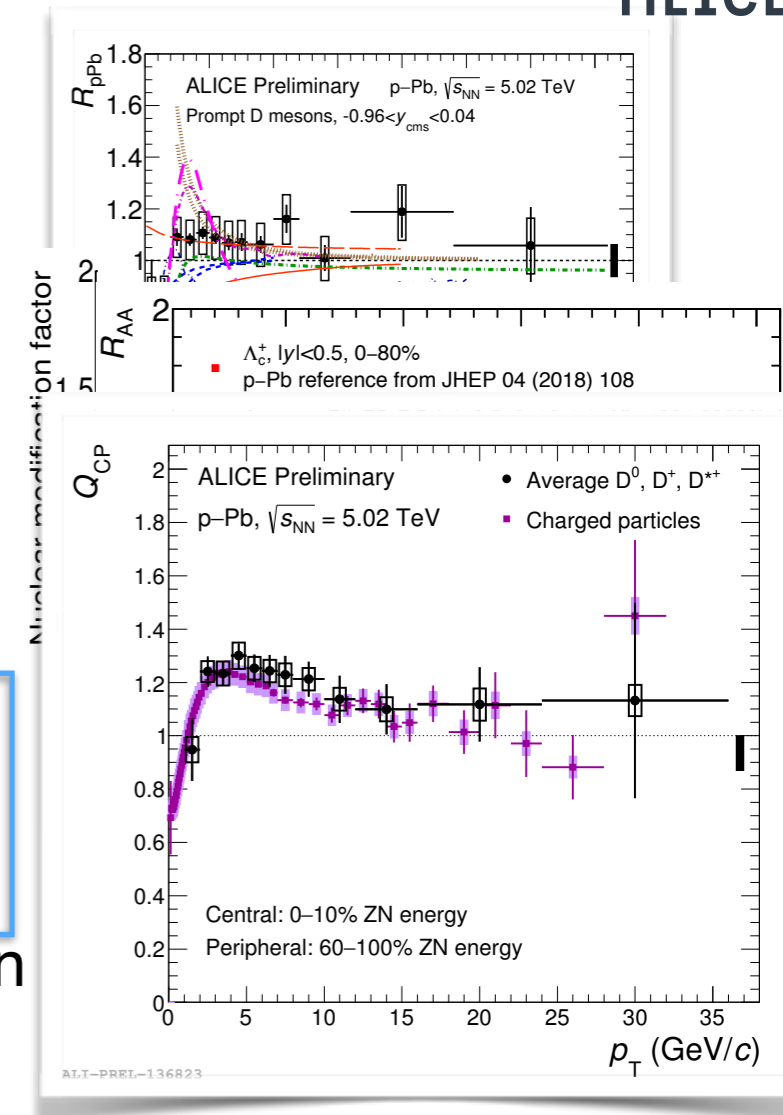 R_pPb
1.8
1.6
1.4
1.2
1
ALICE Preliminary p–Pb, √s_NN = 5.02 TeV
Prompt D mesons, -0.96<y_cms<0.04
Nuclear modification factor
2
1.5
R_AA
2
Λ_c^+, |y|<0.5, 0–80%
p–Pb reference from JHEP 04 (2018) 108
Q_CP
2
1.8
1.6
1.4
1.2
1
0.8
0.6
0.4
0.2
0
ALICE Preliminary
p–Pb, √s_NN = 5.02 TeV
Average D^0, D^+, D^*+
Charged particles
Central: 0–10% ZN energy
Peripheral: 60–100% ZN energy
0 5 10 15 20 25 30 35
p_T (GeV/c)
n
ALI-PREL-136823